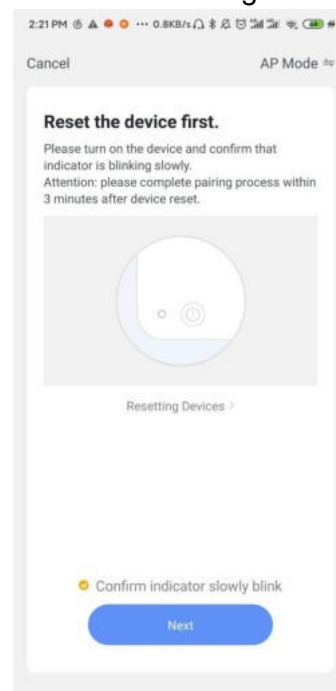 2:21 PM ... 0.8KB/s
Cancel
AP Mode
Reset the device first.
Please turn on the device and confirm that
indicator is blinking slowly.
Attention: please complete pairing process within
3 minutes after device reset.
Resetting Devices >
Confirm indicator slowly blink
Next